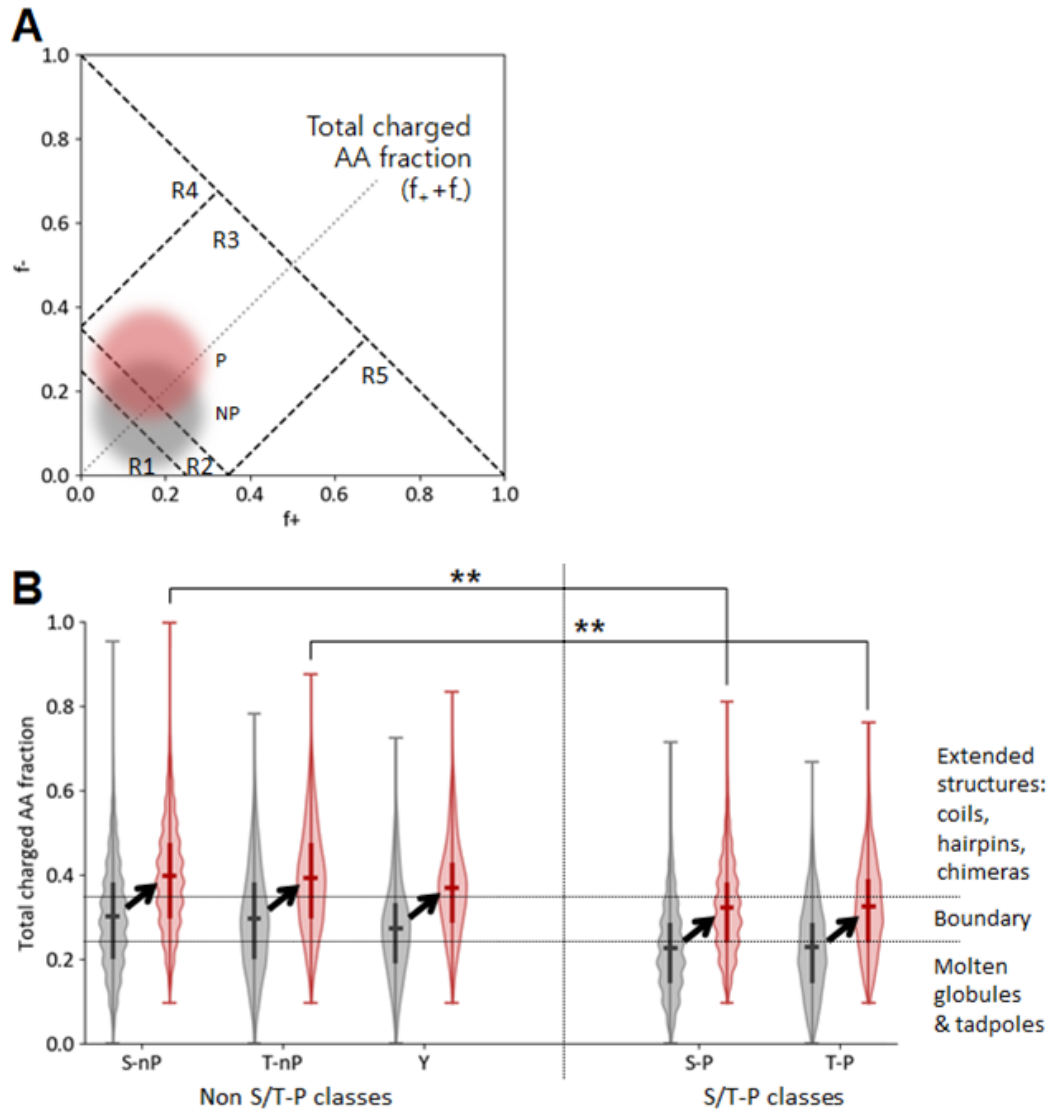 A
1.0
0.8
0.6
0.4
0.2
0.0
f-
Total charged
AA fraction
(f₊+f₋)
R4
R3
R5
P
NP
R1
R2
0.0 0.2 0.4 0.6 0.8 1.0
f+
B
**
**
1.0
0.8
0.6
0.4
0.2
0.0
Total charged AA fraction
Extended
structures:
coils,
hairpins,
chimeras
Boundary
Molten
globules
& tadpoles
S-nP T-nP Y S-P T-P
Non S/T-P classes S/T-P classes